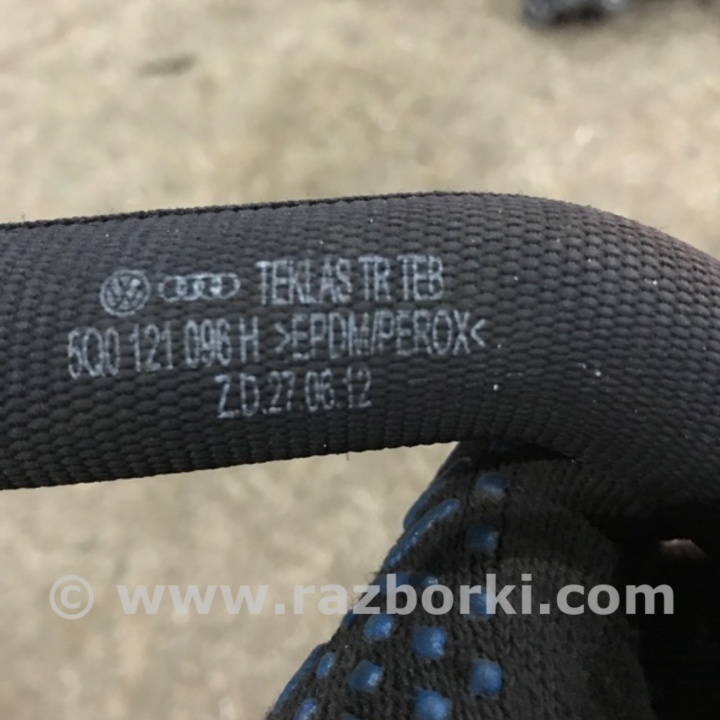 TEKLAS TR TEB
5Q0 121 096 H >EPDM/PEROX<
Z.D.27.06.12
© www.razborki.com